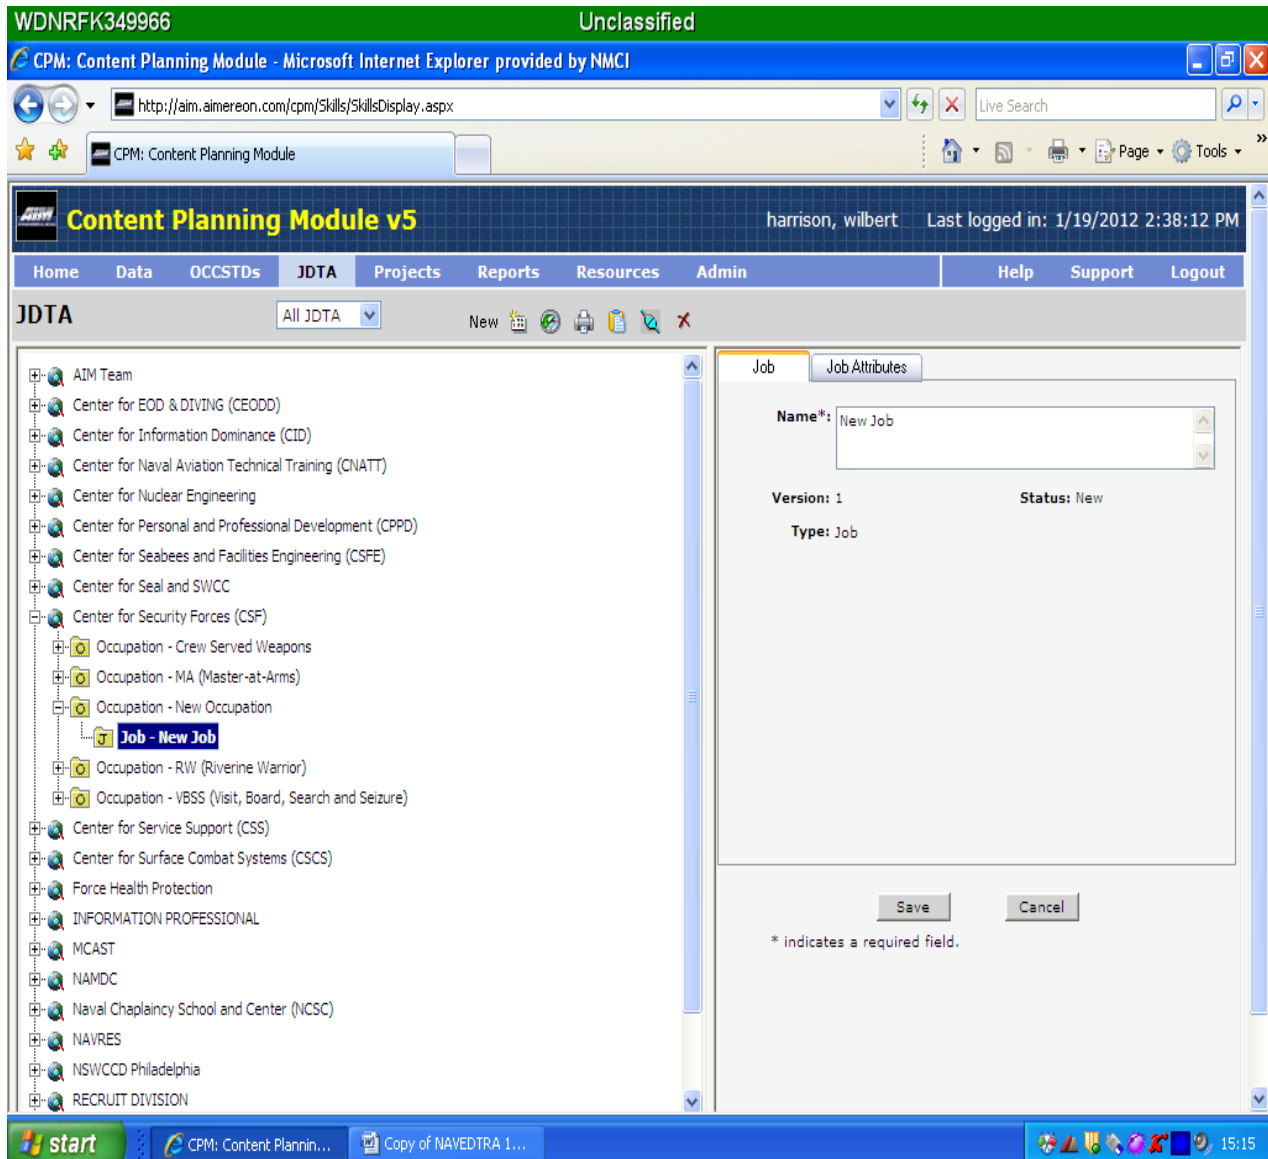 WDNRFK349966 Unclassified
CPM: Content Planning Module - Microsoft Internet Explorer provided by NMCI
http://aim.aimereon.com/cpm/Skills/SkillsDisplay.aspx Live Search
CPM: Content Planning Module Page Tools
Content Planning Module v5 harrison, wilbert Last logged in: 1/19/2012 2:38:12 PM
Home Data OCCSTDs JDTA Projects Reports Resources Admin Help Support Logout
JDTA All JDTA New
AIM Team
Center for EOD & DIVING (CEODD)
Center for Information Dominance (CID)
Center for Naval Aviation Technical Training (CNATT)
Center for Nuclear Engineering
Center for Personal and Professional Development (CPPD)
Center for Seabees and Facilities Engineering (CSFE)
Center for Seal and SWCC
Center for Security Forces (CSF)
O Occupation - Crew Served Weapons
O Occupation - MA (Master-at-Arms)
O Occupation - New Occupation
J Job - New Job
O Occupation - RW (Riverine Warrior)
O Occupation - VBSS (Visit, Board, Search and Seizure)
Center for Service Support (CSS)
Center for Surface Combat Systems (CSCS)
Force Health Protection
INFORMATION PROFESSIONAL
MCAST
NAMDC
Naval Chaplaincy School and Center (NCSC)
NAVRES
NSWCCD Philadelphia
RECRUIT DIVISION
Job Job Attributes
Name*: New Job
Version: 1 Status: New
Type: Job
Save Cancel
* indicates a required field.
start CPM: Content Plannin... Copy of NAVEDTRA 1... 15:15